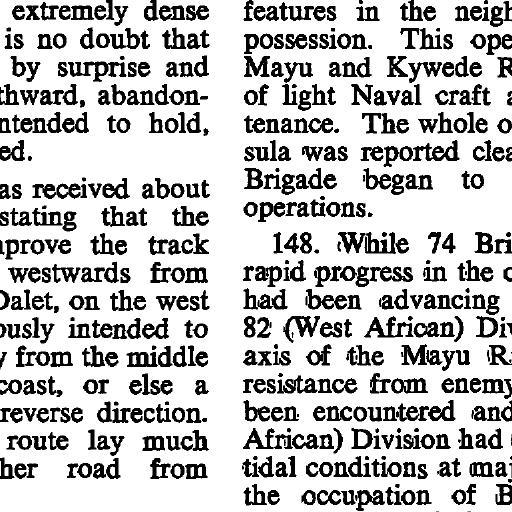 extremely dense
is no doubt that
by surprise and
thward, abandon-
ntended to hold,
ed.
as received about
stating that the
nprove the track
westwards from
Dalet, on the west
ously intended to
y from the middle
coast, or else a
reverse direction.
route lay much
her road from
features in the neigh
possession. This ope
Mayu and Kywede R
of light Naval craft a
tenance. The whole o
sula was reported clea
Brigade began to
operations.
148. While 74 Bri
rapid progress in the c
had been advancing
82 (West African) Div
axis of the Mayu Ra
resistance from enemy
been encountered and
African) Division had
tidal conditions at maj
the occupation of B